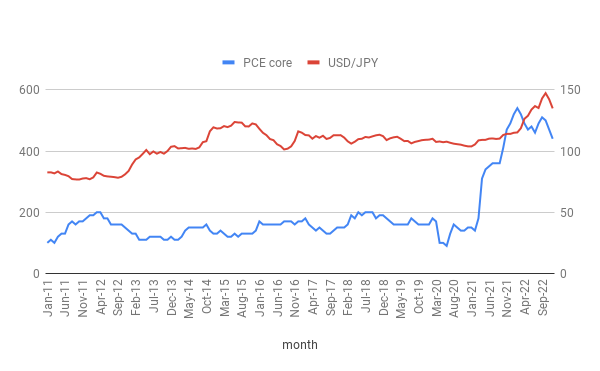 PCE core USD/JPY
600 150
400 100
200 50
0 0
Jan-11 Jun-11 Nov-11 Apr-12 Sep-12 Feb-13 Jul-13 Dec-13 May-14 Oct-14 Mar-15 Aug-15 Jan-16 Jun-16 Nov-16 Apr-17 Sep-17 Feb-18 Jul-18 Dec-18 May-19 Oct-19 Mar-20 Aug-20 Jan-21 Jun-21 Nov-21 Apr-22 Sep-22
month